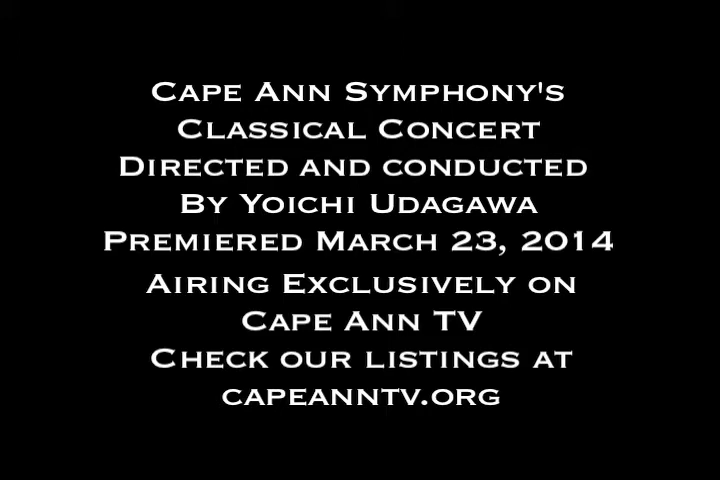 Cape Ann Symphony's
Classical Concert
Directed and conducted
By Yoichi Udagawa
Premiered March 23, 2014
Airing Exclusively on
Cape Ann TV
Check our listings at
capeanntv.org